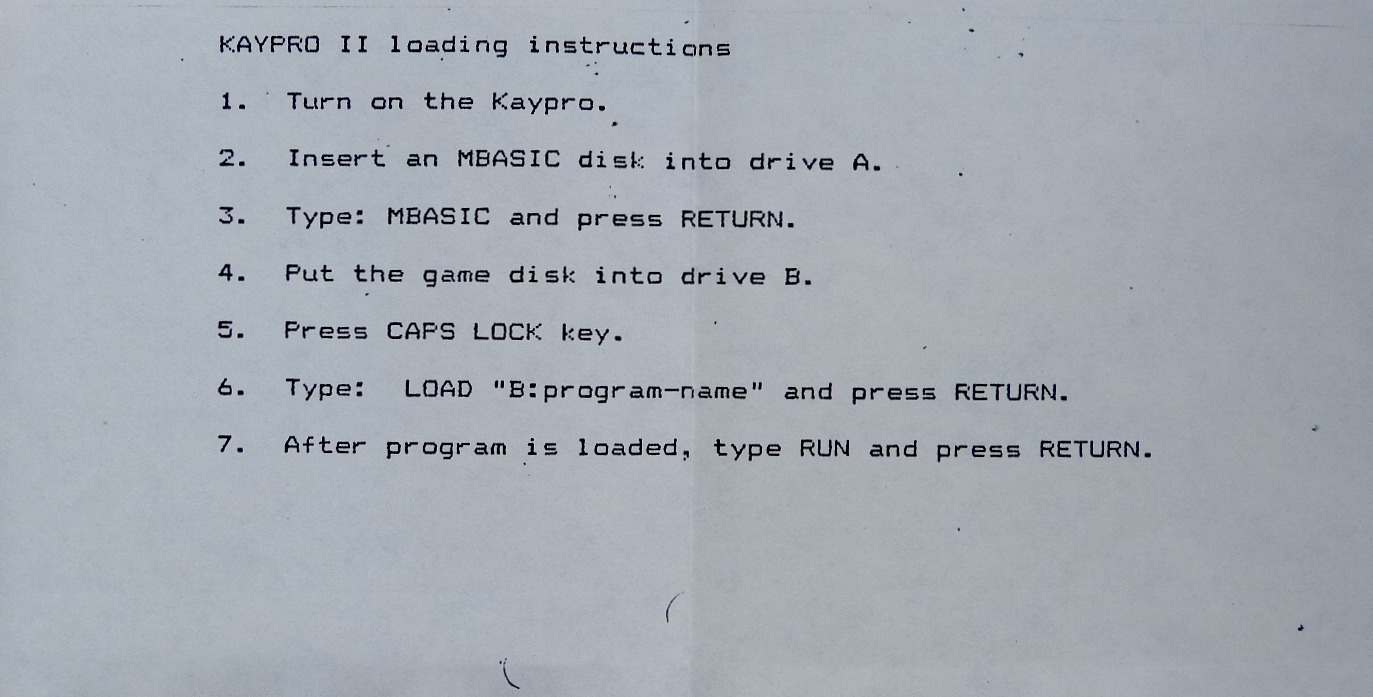 KAYPRO II loading instructions
1. Turn on the Kaypro.
2. Insert an MBASIC disk into drive A.
3. Type: MBASIC and press RETURN.
4. Put the game disk into drive B.
5. Press CAPS LOCK key.
6. Type: LOAD "B:program-name" and press RETURN.
7. After program is loaded, type RUN and press RETURN.